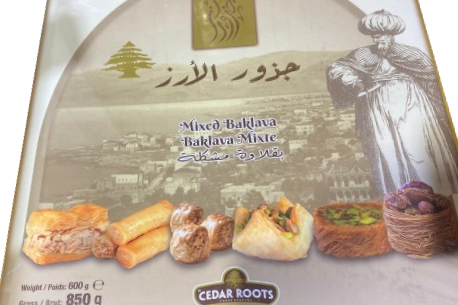 جذور الأرز
Mixed Baklava
Baklava Mixte
بقلاوة مشكلة
Weight / Poids: 600 g
Gross / Brut: 850 g
CEDAR ROOTS